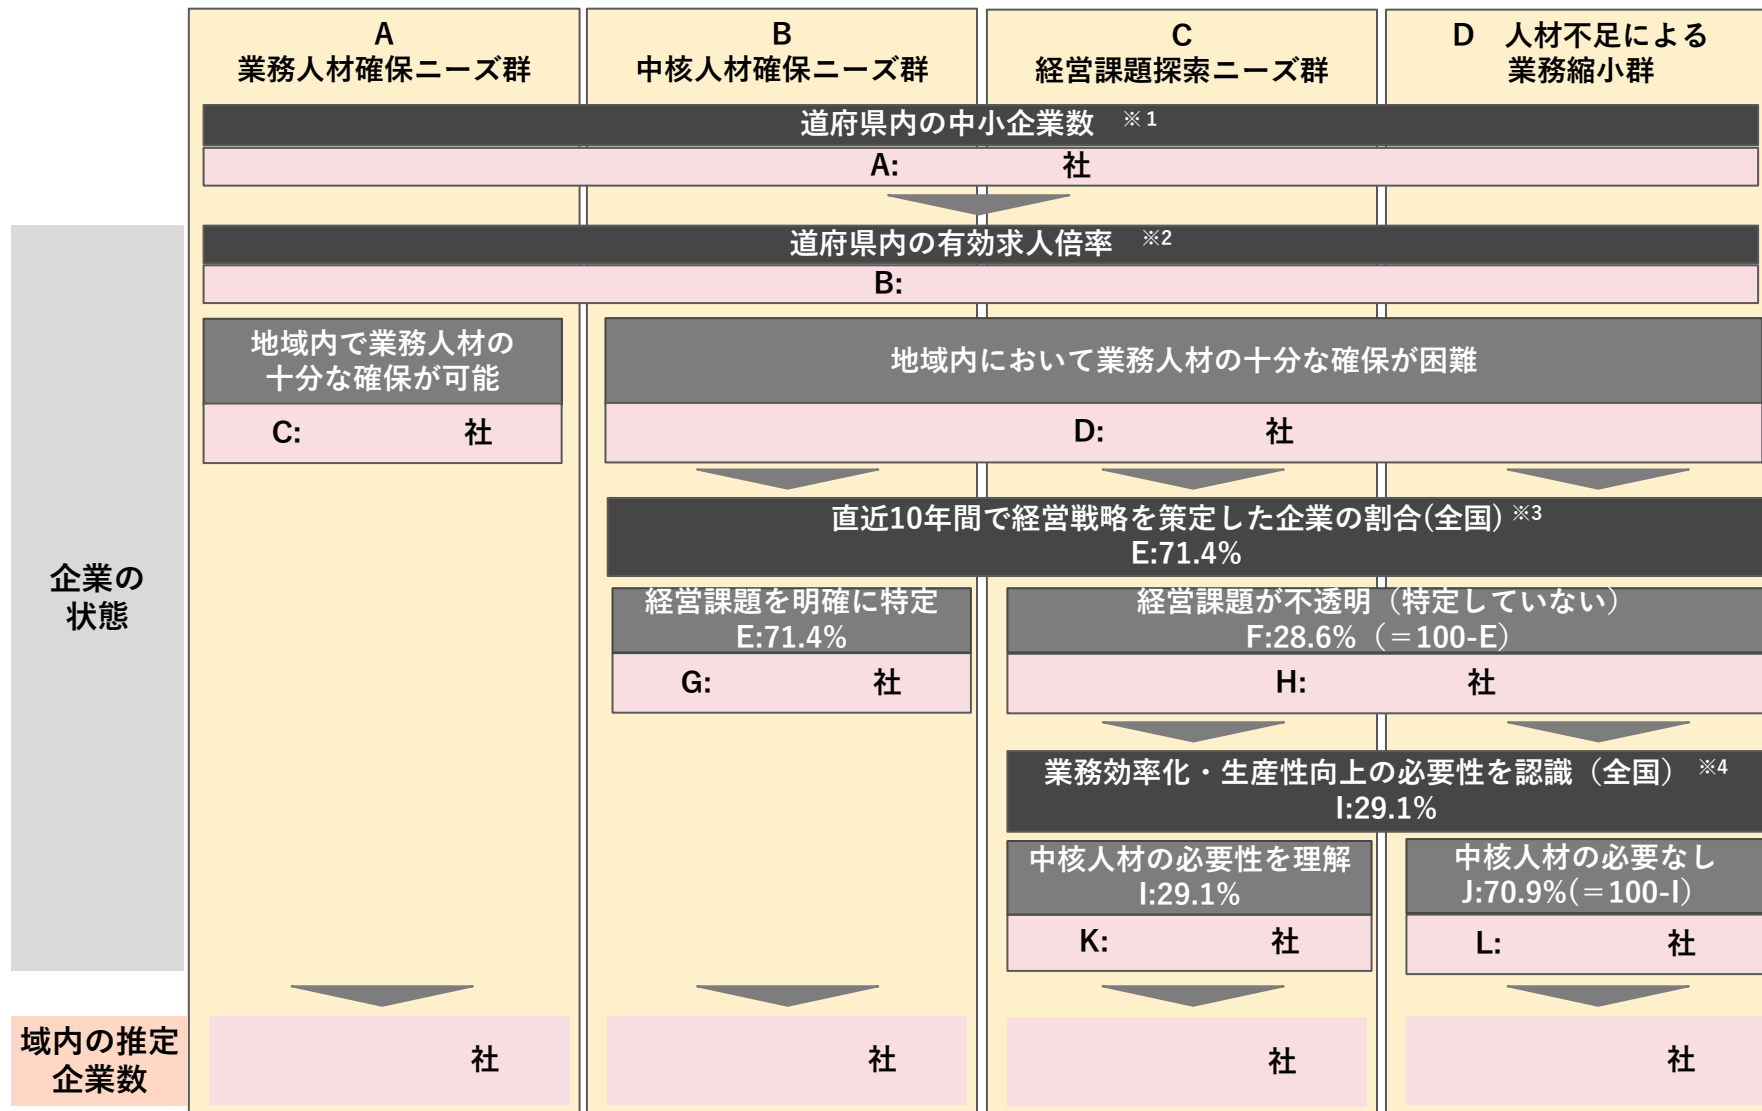 A
業務人材確保ニーズ群
B
中核人材確保ニーズ群
C
経営課題探索ニーズ群
D 人材不足による
業務縮小群
道府県内の中小企業数 ※1
A: 社
道府県内の有効求人倍率 ※2
B:
地域内で業務人材の
十分な確保が可能
C: 社
地域内において業務人材の十分な確保が困難
D: 社
直近10年間で経営戦略を策定した企業の割合(全国) ※3
E:71.4%
企業の
状態
経営課題を明確に特定
E:71.4%
G: 社
経営課題が不透明（特定していない）
F:28.6%（＝100-E）
H: 社
業務効率化・生産性向上の必要性を認識（全国） ※4
I:29.1%
中核人材の必要性を理解
I:29.1%
K: 社
中核人材の必要なし
J:70.9%(＝100-I)
L: 社
域内の推定
企業数
社
社
社
社